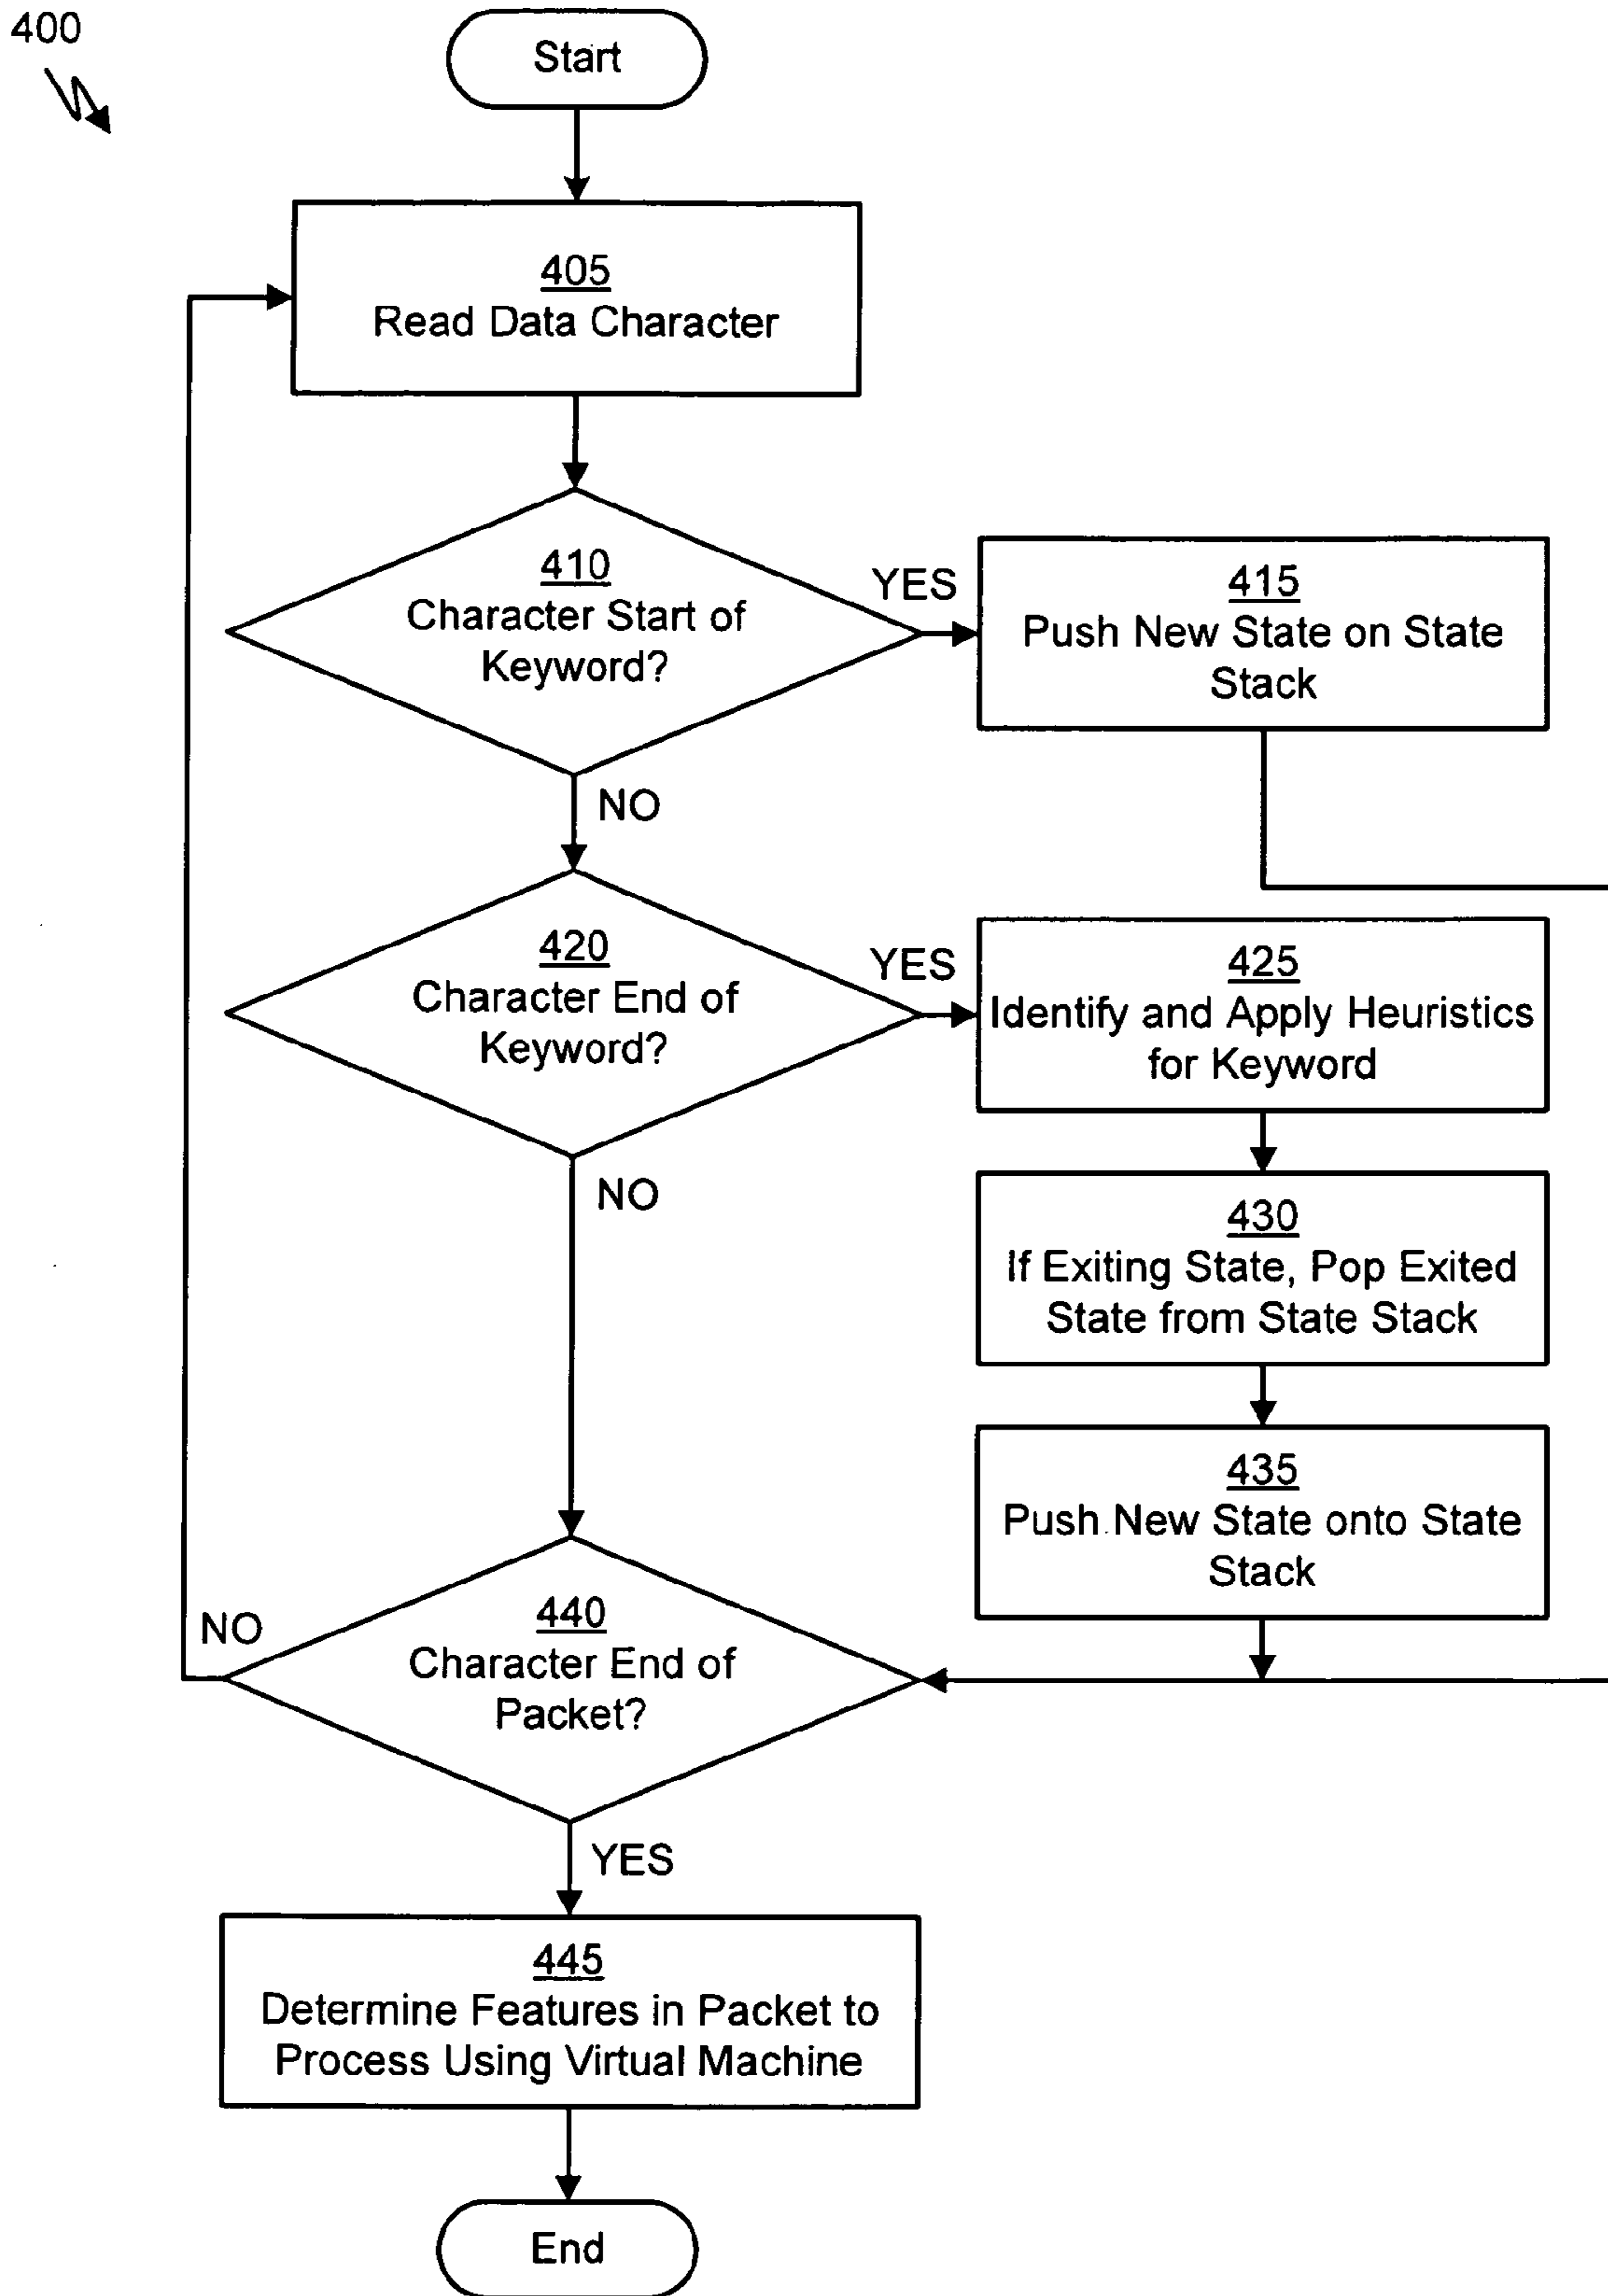 400
Start
405
Read Data Character
410
Character Start of
Keyword?
YES
415
Push New State on State
Stack
NO
420
Character End of
Keyword?
YES
425
Identify and Apply Heuristics
for Keyword
NO
430
If Exiting State, Pop Exited
State from State Stack
435
Push New State onto State
Stack
NO
440
Character End of
Packet?
YES
445
Determine Features in Packet to
Process Using Virtual Machine
End